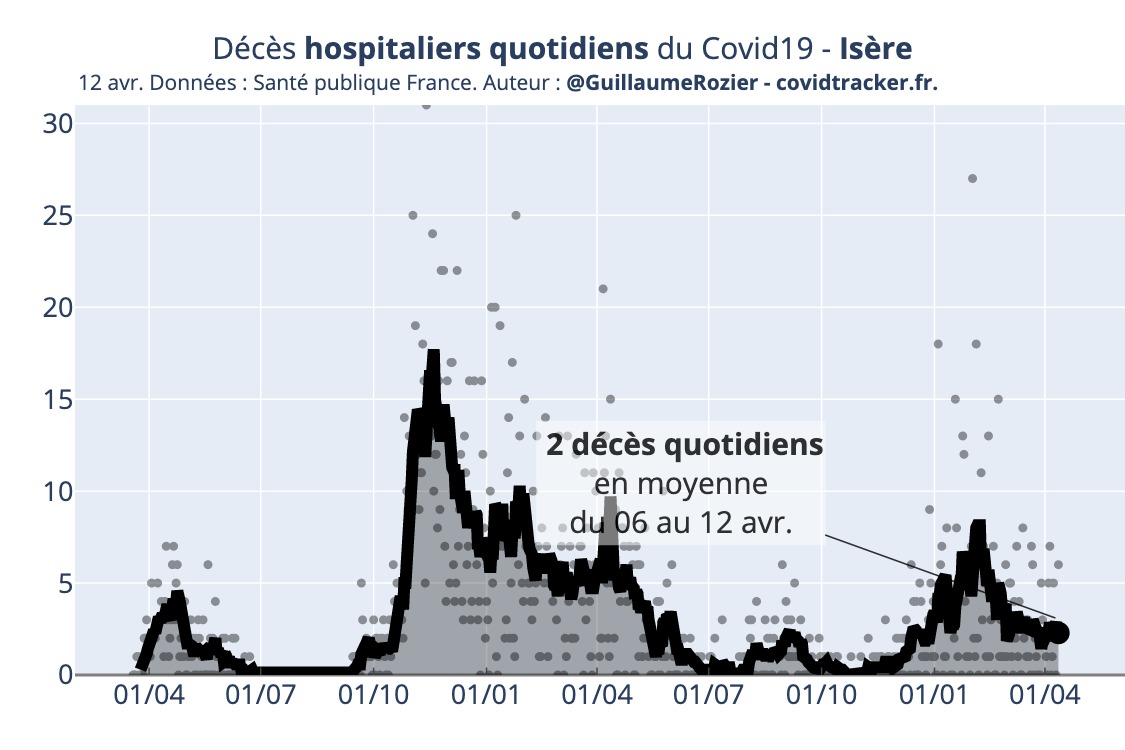 Décès hospitaliers quotidiens du Covid19 - Isère
12 avr. Données : Santé publique France. Auteur : @GuillaumeRozier - covidtracker.fr.
30
25
20
15
10
5
0
2 décès quotidiens
en moyenne
du 06 au 12 avr.
01/04 01/07 01/10 01/01 01/04 01/07 01/10 01/01 01/04